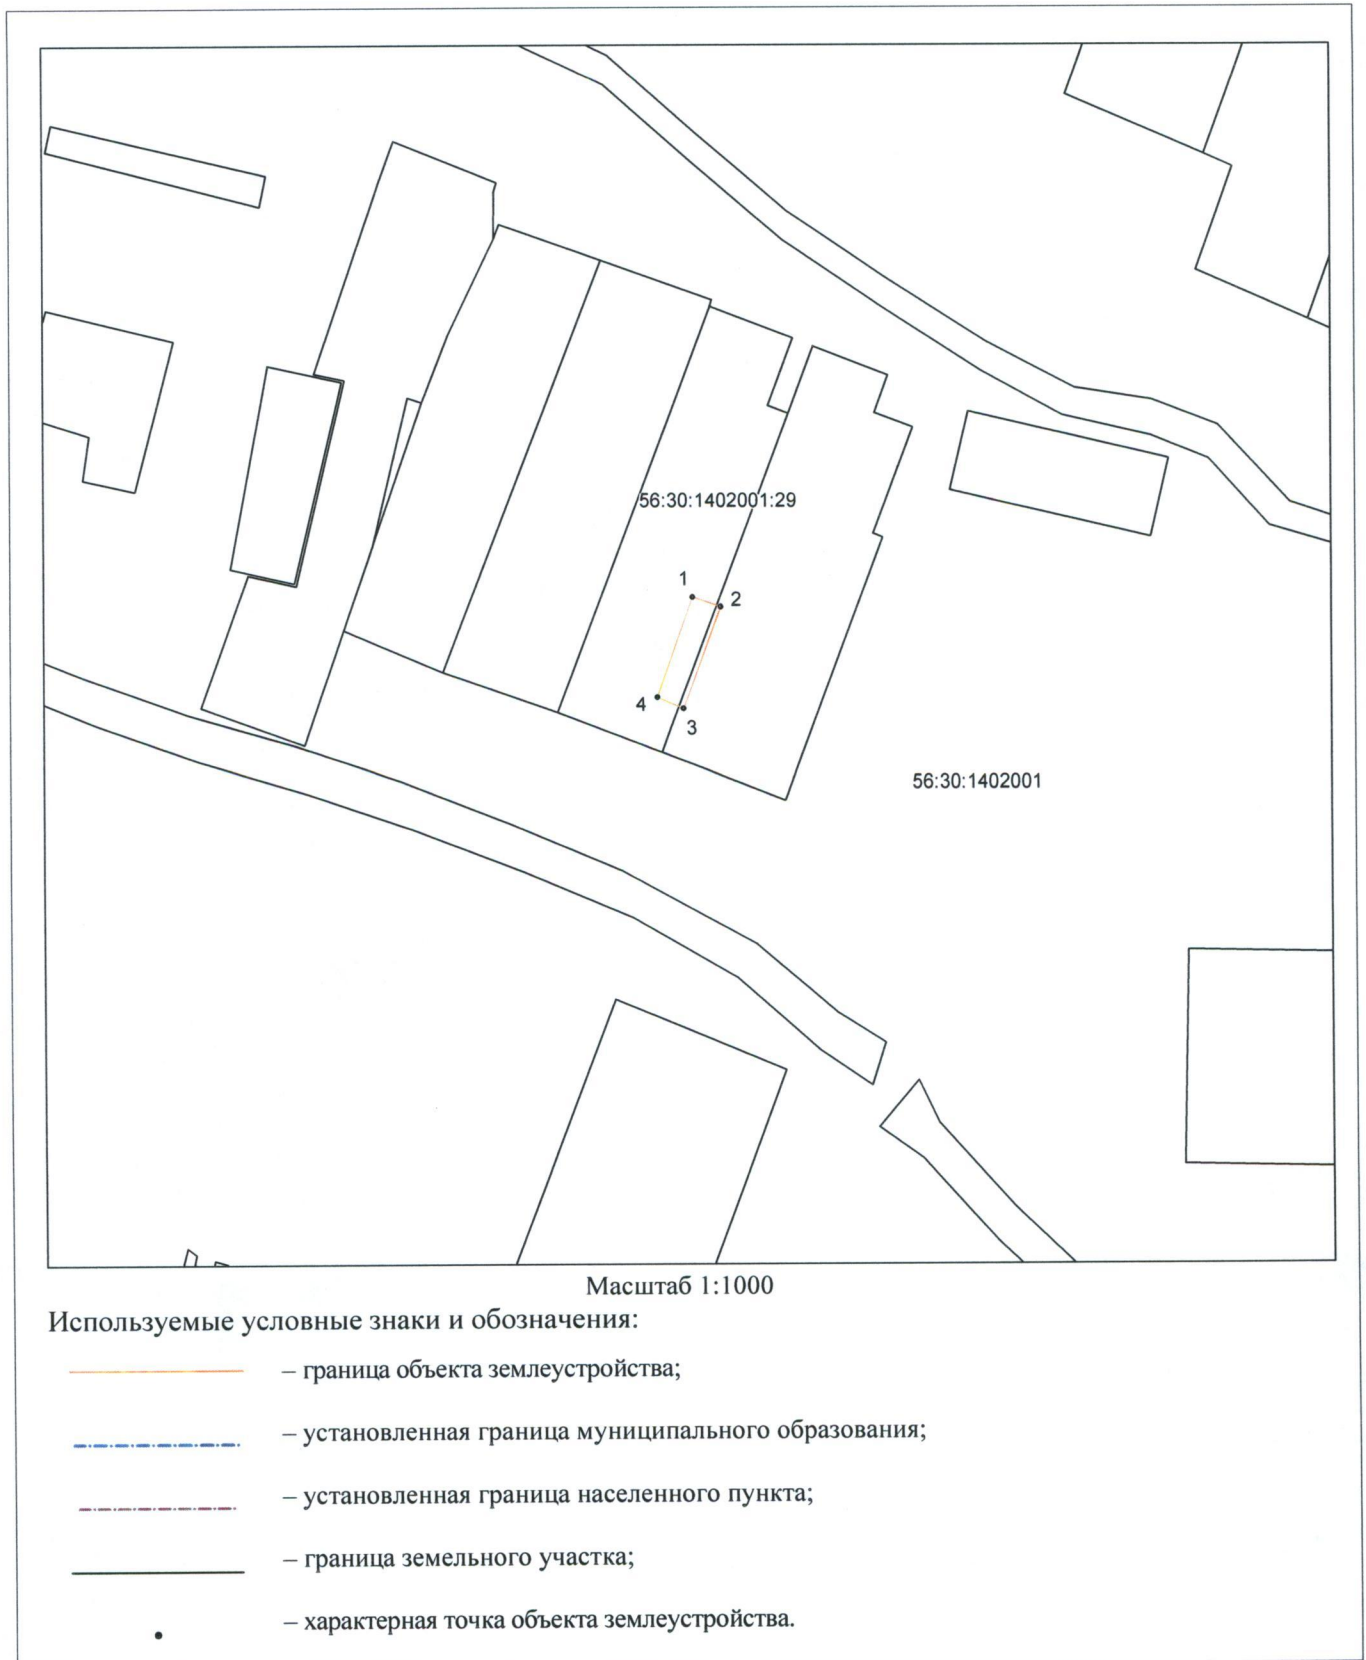 56:30:1402001:29
1
2
4
3
56:30:1402001
Масштаб 1:1000
Используемые условные знаки и обозначения:
– граница объекта землеустройства;
– установленная граница муниципального образования;
– установленная граница населенного пункта;
– граница земельного участка;
– характерная точка объекта землеустройства.